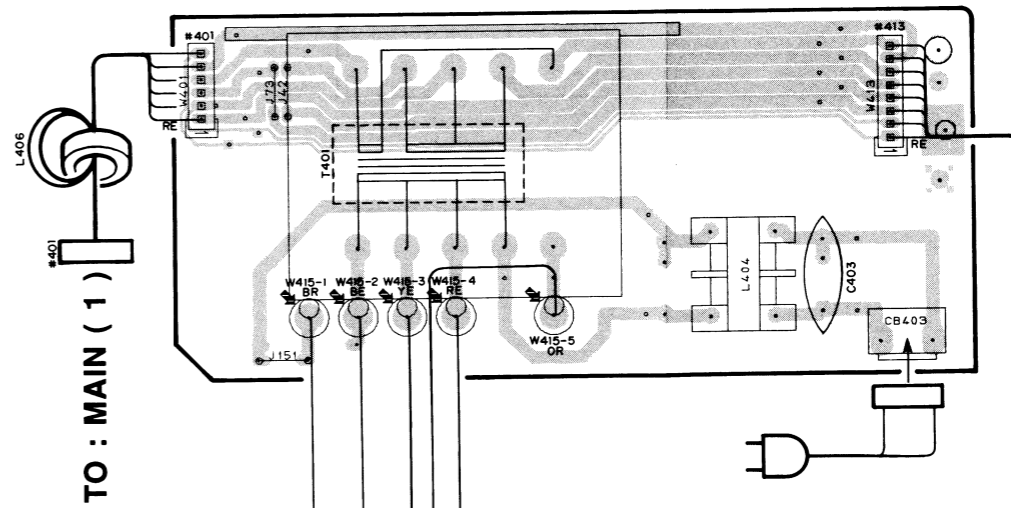 #401
#413
W401
J73
J42
W413
RE
RE
L406
T401
#401
TO : MAIN ( 1 )
W415-1
BR
W415-2
BE
W415-3
YE
W415-4
RE
W415-5
OR
J151
L404
C403
CB403